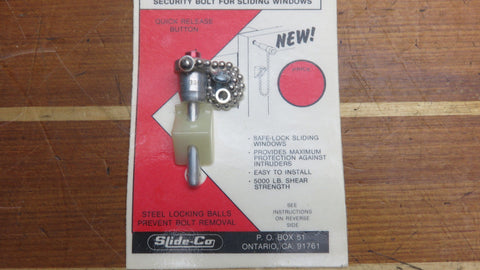 SECURITY BOLT FOR SLIDING WINDOWS
QUICK RELEASE
BUTTON
NEW!
PRICE
· SAFE-LOCK SLIDING
WINDOWS
· PROVIDES MAXIMUM
PROTECTION AGAINST
INTRUDERS
· EASY TO INSTALL
· 5000 LB. SHEAR
STRENGTH
STEEL LOCKING BALLS
PREVENT BOLT REMOVAL
SEE
INSTRUCTIONS
ON REVERSE
SIDE
Slide-Co
P. O. BOX 51
ONTARIO, CA. 91761